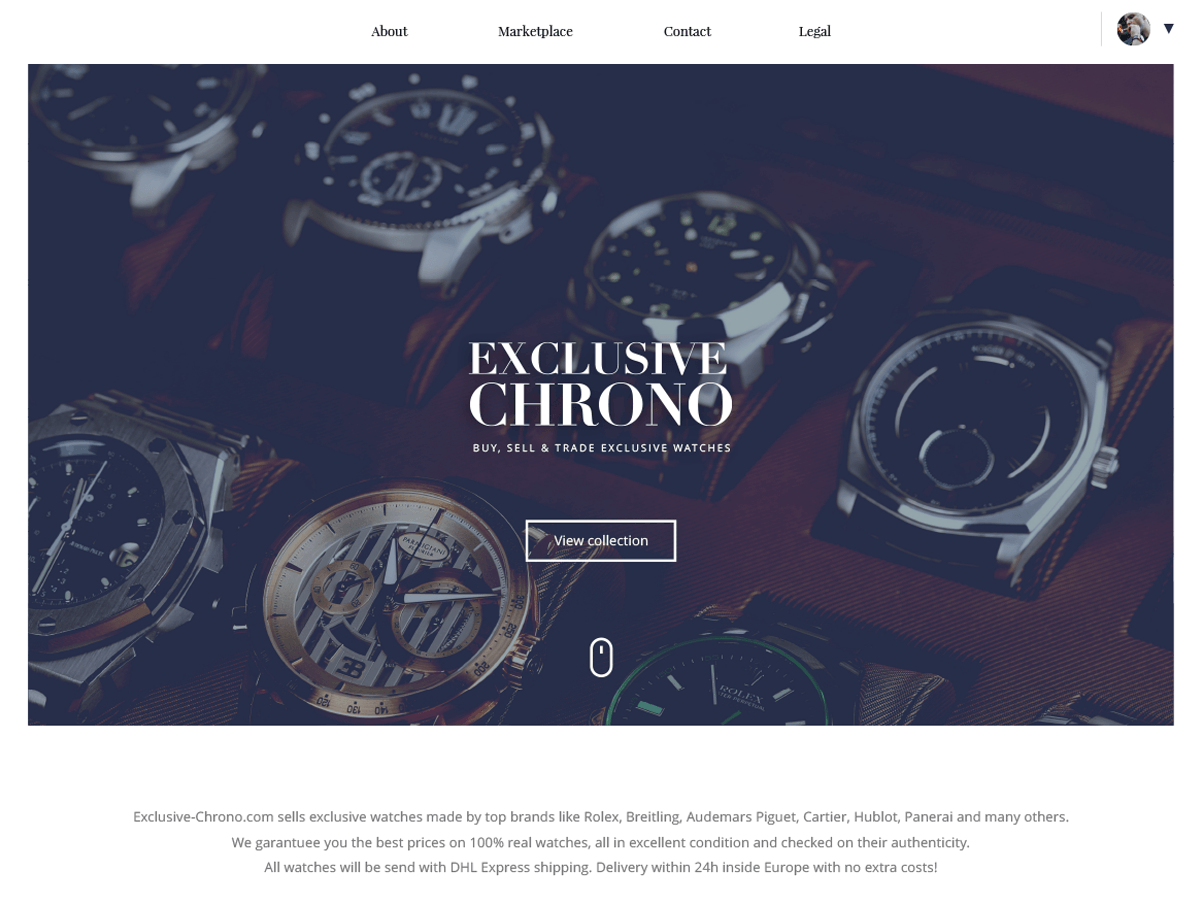 About
Marketplace
Contact
Legal
EXCLUSIVE
CHRONO
BUY, SELL & TRADE EXCLUSIVE WATCHES
View collection
PARMIGIANI
FLEURIER
ROLEX
Exclusive-Chrono.com sells exclusive watches made by top brands like Rolex, Breitling, Audemars Piguet, Cartier, Hublot, Panerai and many others.
We garantuee you the best prices on 100% real watches, all in excellent condition and checked on their authenticity.
All watches will be send with DHL Express shipping. Delivery within 24h inside Europe with no extra costs!